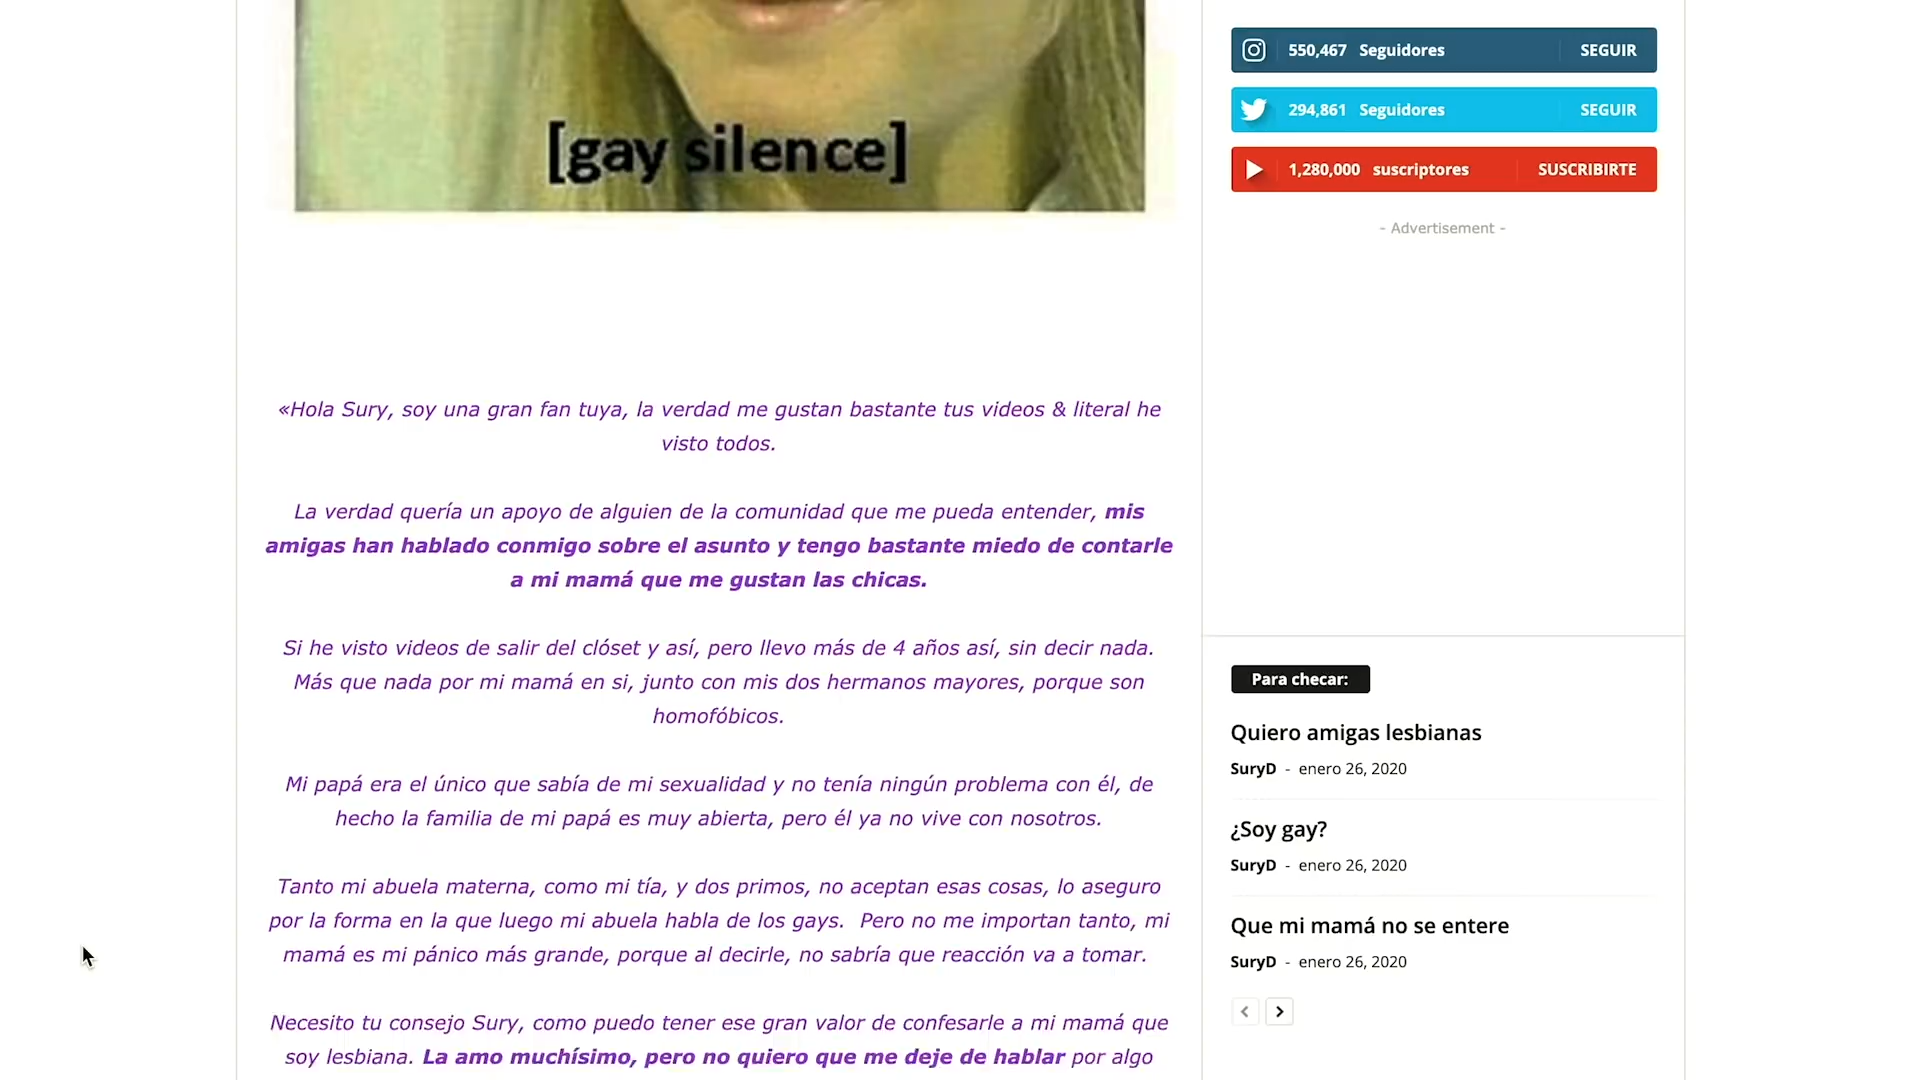 [gay silence]
«Hola Sury, soy una gran fan tuya, la verdad me gustan bastante tus videos & literal he
visto todos.
La verdad quería un apoyo de alguien de la comunidad que me pueda entender, mis
amigas han hablado conmigo sobre el asunto y tengo bastante miedo de contarle
a mi mamá que me gustan las chicas.
Si he visto videos de salir del clóset y así, pero llevo más de 4 años así, sin decir nada.
Más que nada por mi mamá en si, junto con mis dos hermanos mayores, porque son
homofóbicos.
Mi papá era el único que sabía de mi sexualidad y no tenía ningún problema con él, de
hecho la familia de mi papá es muy abierta, pero él ya no vive con nosotros.
Tanto mi abuela materna, como mi tía, y dos primos, no aceptan esas cosas, lo aseguro
por la forma en la que luego mi abuela habla de los gays.  Pero no me importan tanto, mi
mamá es mi pánico más grande, porque al decirle, no sabría que reacción va a tomar.
Necesito tu consejo Sury, como puedo tener ese gran valor de confesarle a mi mamá que
soy lesbiana. La amo muchísimo, pero no quiero que me deje de hablar por algo
550,467 Seguidores SEGUIR
294,861 Seguidores SEGUIR
1,280,000 suscriptores SUSCRIBIRTE
- Advertisement -
Para checar:
Quiero amigas lesbianas
SuryD - enero 26, 2020
¿Soy gay?
SuryD - enero 26, 2020
Que mi mamá no se entere
SuryD - enero 26, 2020